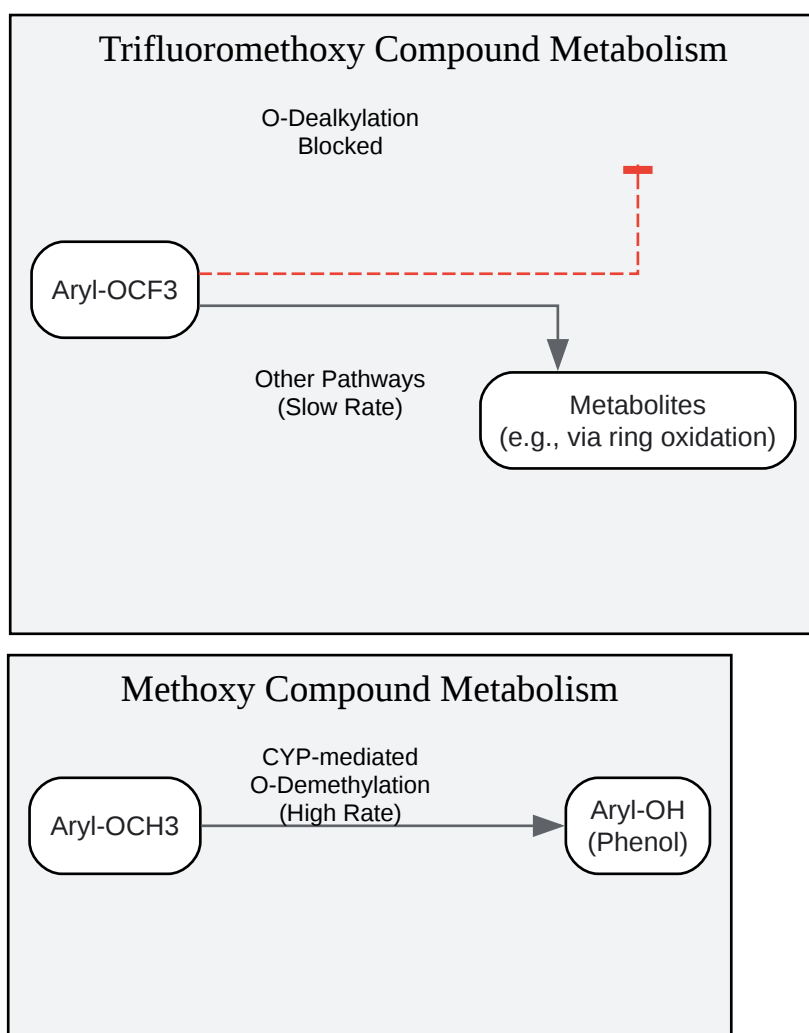 Trifluoromethoxy Compound Metabolism
O-Dealkylation
Blocked
Aryl-OCF3
Other Pathways
(Slow Rate)
Metabolites
(e.g., via ring oxidation)
Methoxy Compound Metabolism
CYP-mediated
O-Demethylation
(High Rate)
Aryl-OCH3
Aryl-OH
(Phenol)